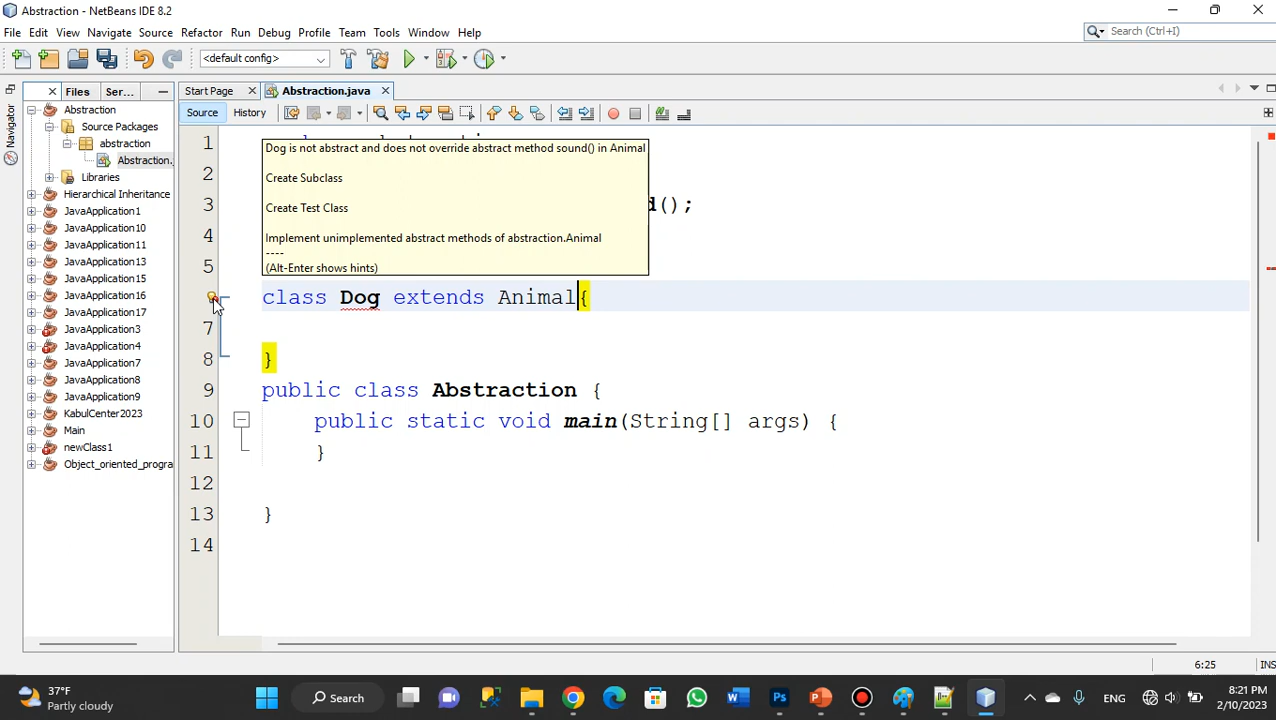 Abstraction - NetBeans IDE 8.2
File Edit View Navigate Source Refactor Run Debug Profile Team Tools Window Help
Search (Ctrl+I)
<default config>
Files Ser... Start Page Abstraction.java
Source History
Navigator
Abstraction
Source Packages
abstraction
Abstraction.
Libraries
Hierarchical Inheritance
JavaApplication1
JavaApplication10
JavaApplication11
JavaApplication13
JavaApplication15
JavaApplication16
JavaApplication17
JavaApplication3
JavaApplication4
JavaApplication7
JavaApplication8
JavaApplication9
KabulCenter2023
Main
newClass1
Object_oriented_progra
1
Dog is not abstract and does not override abstract method sound() in Animal
2
Create Subclass
3 d();
Create Test Class
4
Implement unimplemented abstract methods of abstraction.Animal
----
5
(Alt-Enter shows hints)
class Dog extends Animal{
7
8 }
9 public class Abstraction {
10 public static void main(String[] args) {
11 }
12
13 }
14
6:25 INS
37°F
Partly cloudy
Search
ENG
8:21 PM
2/10/2023